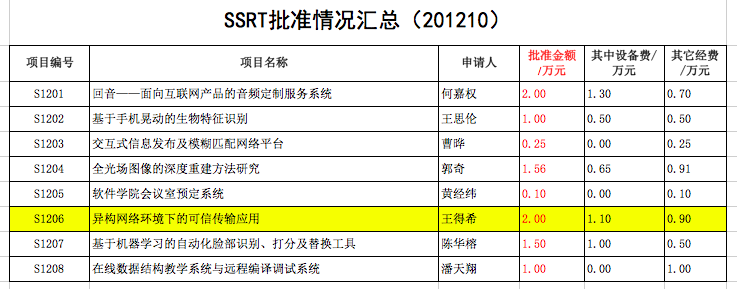 SSRT批准情况汇总（201210）
项目编号 项目名称 申请人 批准金额/万元 其中设备费/万元 其它经费/万元
S1201 回音——面向互联网产品的音频定制服务系统 何嘉权 2.00 1.30 0.70
S1202 基于手机晃动的生物特征识别 王思伦 1.00 0.50 0.50
S1203 交互式信息发布及模糊匹配网络平台 曹哗 0.25 0.00 0.25
S1204 全光场图像的深度重建方法研究 郭奇 1.56 0.65 0.91
S1205 软件学院会议室预定系统 黄经纬 0.10 0.00 0.10
S1206 异构网络环境下的可信传输应用 王得希 2.00 1.10 0.90
S1207 基于机器学习的自动化脸部识别、打分及替换工具 陈华榕 1.50 1.00 0.50
S1208 在线数据结构教学系统与远程编译调试系统 潘天翔 1.00 0.00 1.00